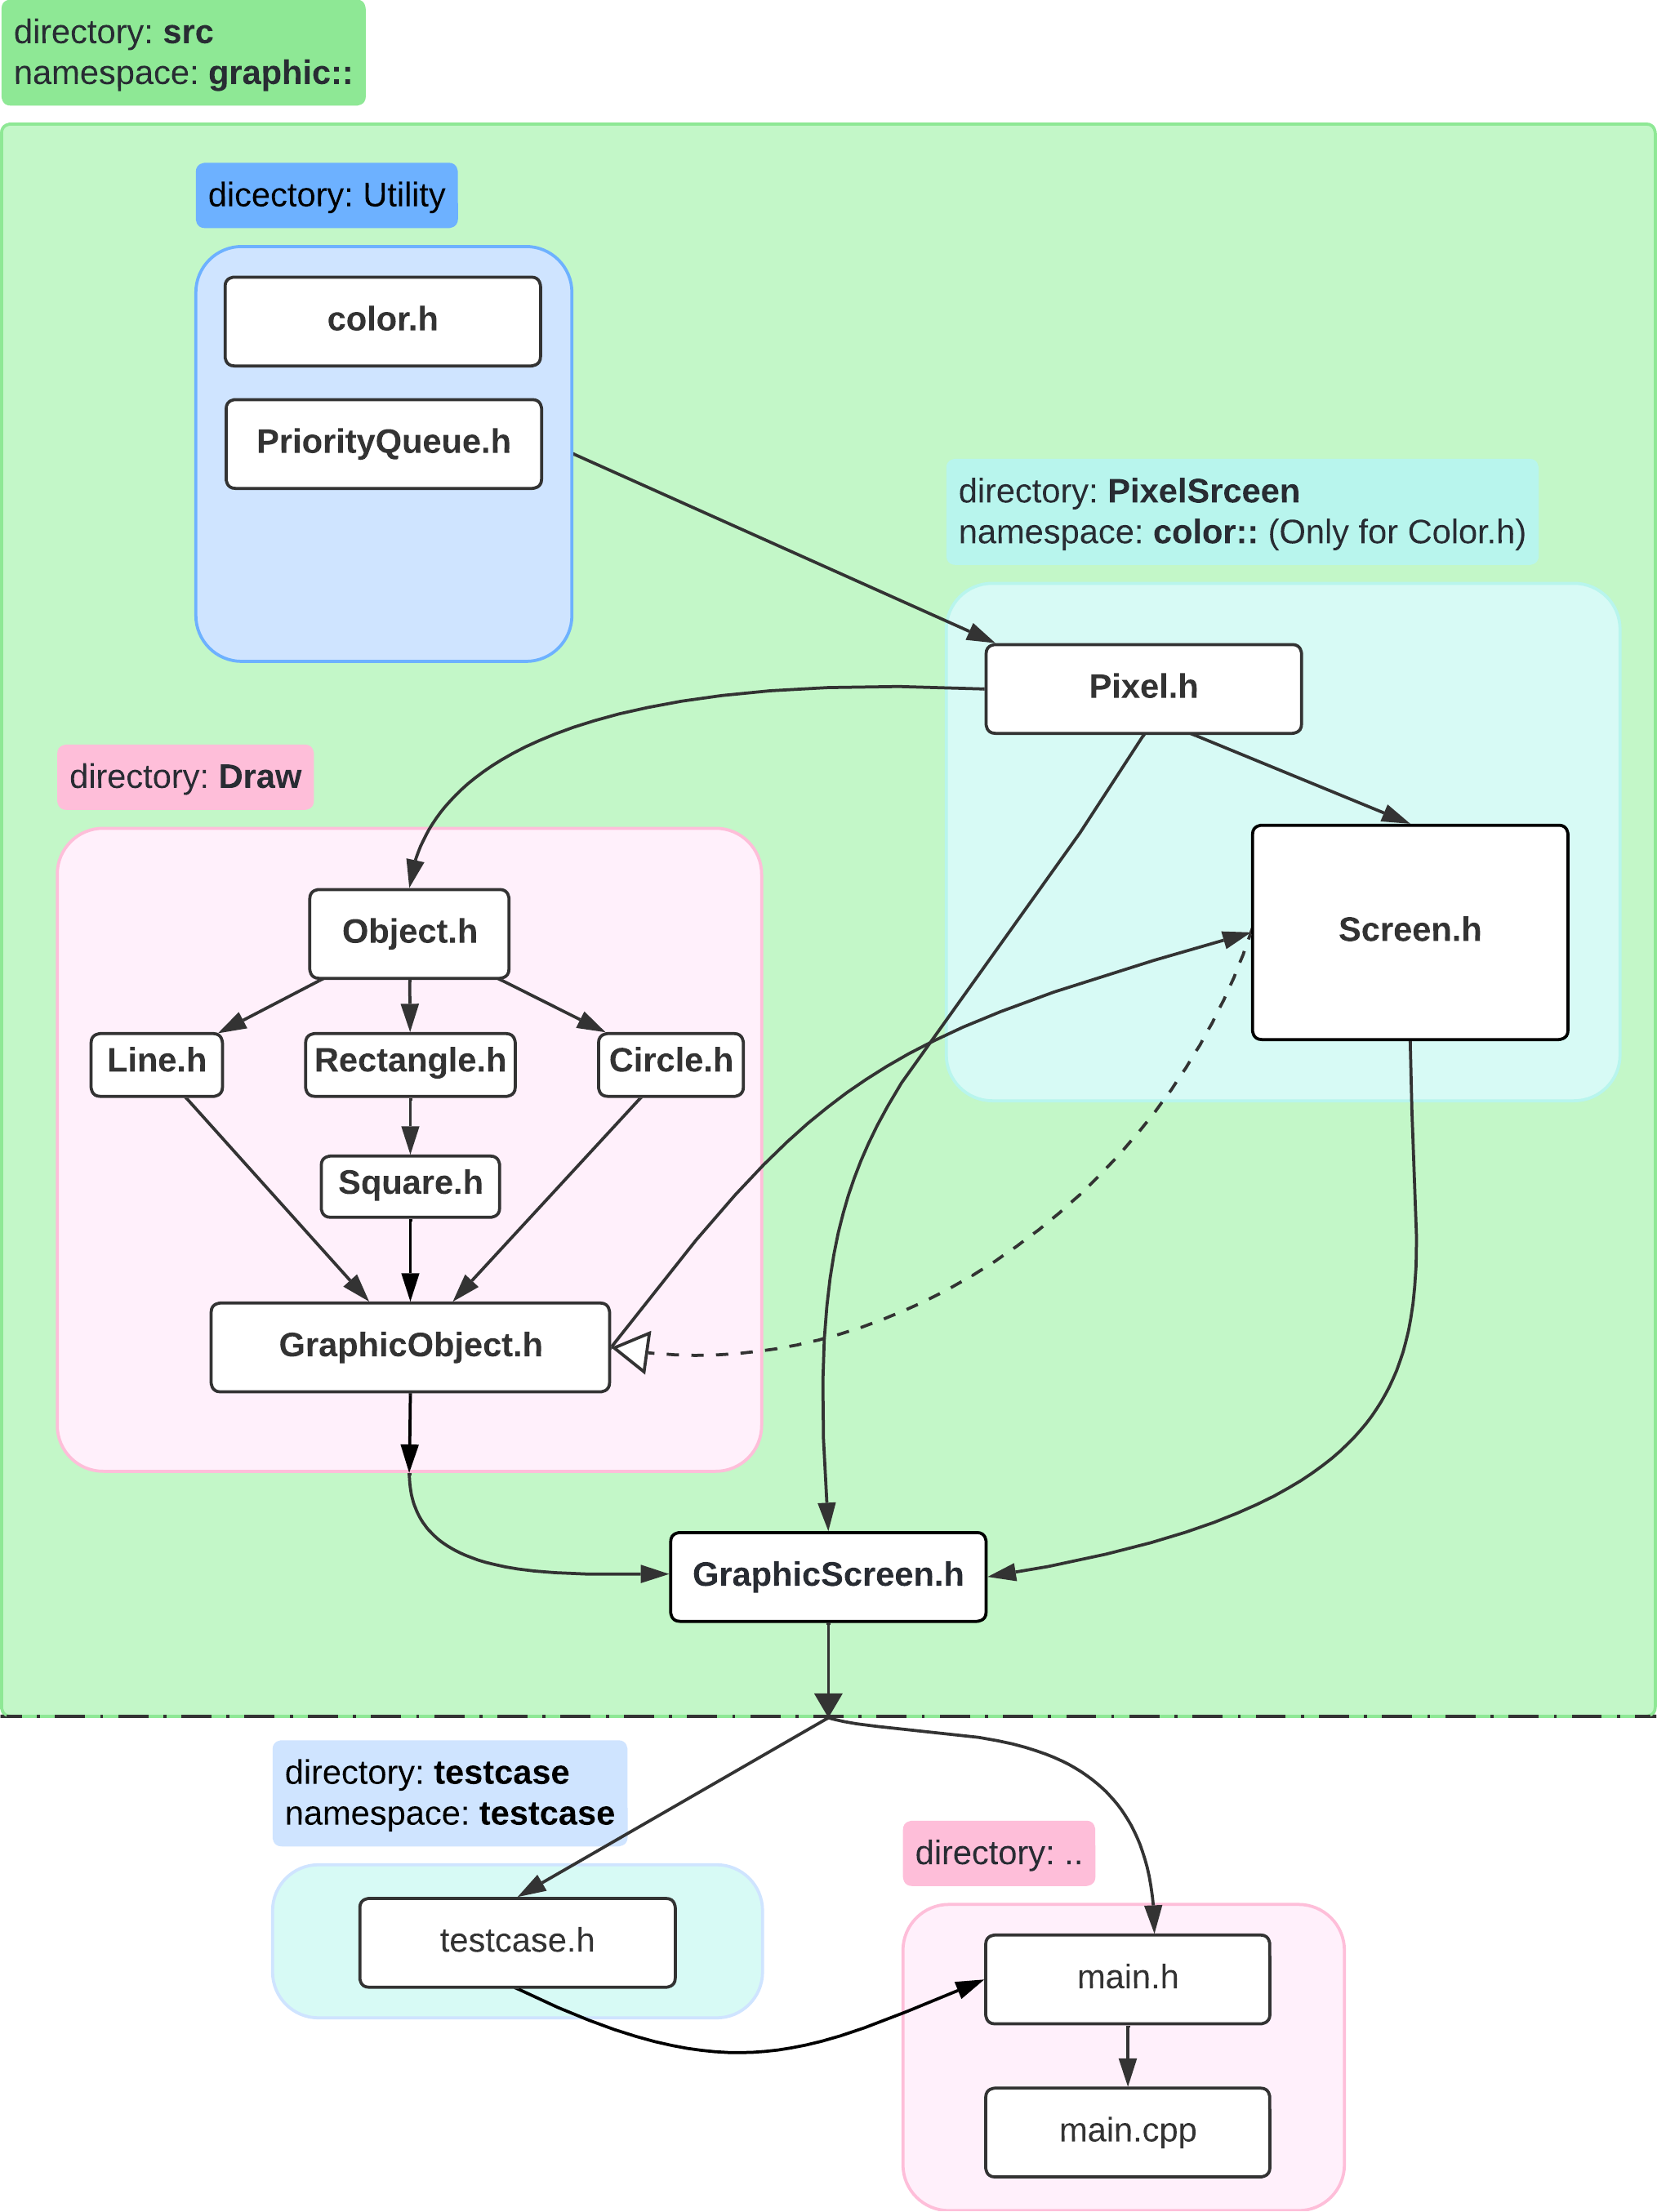 directory: src
namespace: graphic::
dicectory: Utility
color.h
PriorityQueue.h
directory: PixelSrceen
namespace: color:: (Only for Color.h)
Pixel.h
directory: Draw
Object.h
Screen.h
Line.h
Rectangle.h
Circle.h
Square.h
GraphicObject.h
GraphicScreen.h
directory: testcase
namespace: testcase
directory: ..
testcase.h
main.h
main.cpp